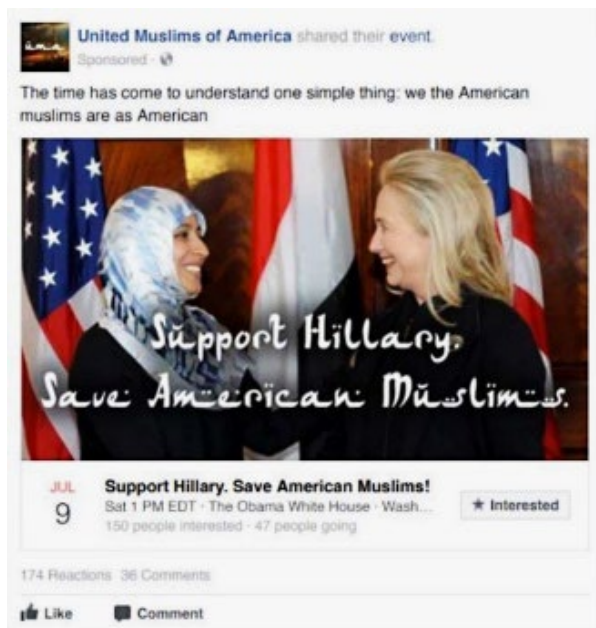 uma
United Muslims of America shared their event.
Sponsored ·
The time has come to understand one simple thing: we the American
muslims are as American
Support Hillary.
Save American Muslims.
JUL
9
Support Hillary. Save American Muslims!
Sat 1 PM EDT · The Obama White House · Wash...
150 people interested · 47 people going
Interested
174 Reactions 36 Comments
Like Comment